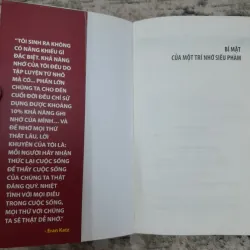 "TÔI SINH RA KHÔNG
CÓ NĂNG KHIẾU GÌ
ĐẶC BIỆT, KHẢ NĂNG
NHỚ CỦA TÔI ĐỀU DO
TẬP LUYỆN TỪ NHỎ
MÀ CÓ... PHẦN LỚN
CHÚNG TA CHO ĐẾN
CUỐI ĐỜI ĐỀU CHỈ SỬ
DỤNG ĐƯỢC KHOẢNG
10% KHẢ NĂNG GHI
NHỚ CỦA MÌNH... VÀ
ĐỂ NHỚ MỌI THỨ
THẬT LÂU, LỜI
KHUYÊN CỦA TÔI LÀ:
MỖI NGƯỜI HÃY NHẬN
THỨC LẠI CUỘC SỐNG
ĐỂ THẤY CUỘC SỐNG
CỦA CHÚNG TA THẬT
ĐÁNG QUÝ. NHIỆT
TÌNH VỚI MỌI ĐIỀU
TRONG CUỘC SỐNG,
MỌI THỨ VỚI CHÚNG TA
SẼ THẬT DỄ NHỚ."
- Eran Katz
BÍ MẬT
CỦA MỘT TRÍ NHỚ SIÊU PHÀM